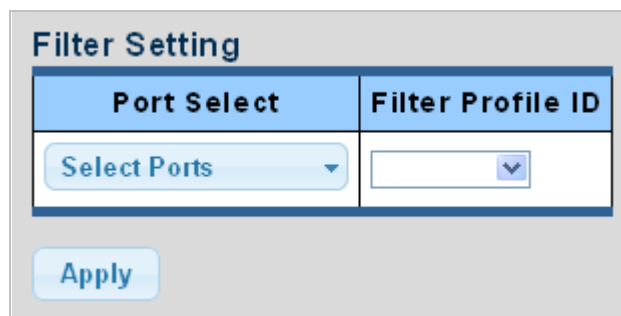 Filter Setting
Port Select Filter Profile ID
Select Ports
Apply